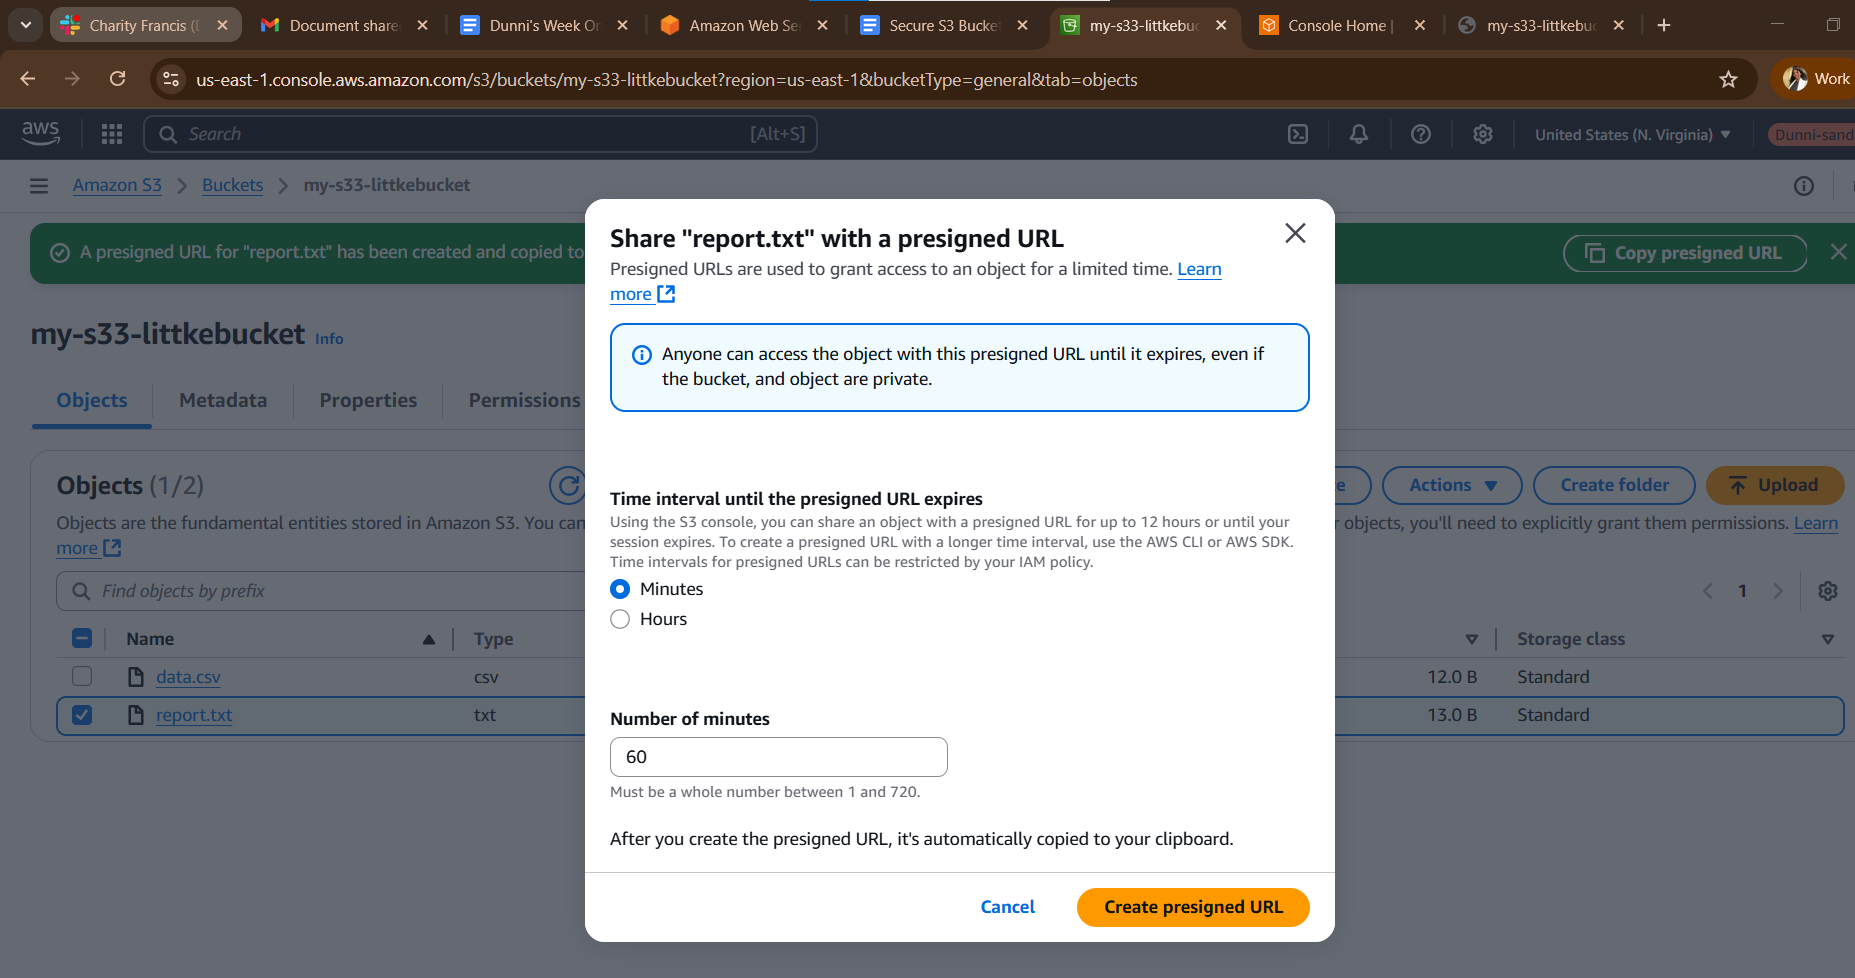 Charity Francis (
Document share
Dunni's Week O
Amazon Web Se
Secure S3 Bucke
my-s33-littkebuc
Console Home |
my-s33-littkebuc
us-east-1.console.aws.amazon.com/s3/buckets/my-s33-littkebucket?region=us-east-1&bucketType=general&tab=objects
Work
aws
Search
[Alt+S]
United States (N. Virginia)
Dunni-sand
Amazon S3
Buckets
my-s33-littkebucket
A presigned URL for "report.txt" has been created and copied to
Copy presigned URL
my-s33-littkebucket Info
Objects
Metadata
Properties
Permissions
Objects (1/2)
Actions
Create folder
Upload
Objects are the fundamental entities stored in Amazon S3. You can
r objects, you'll need to explicitly grant them permissions. Learn
more
Find objects by prefix
1
Name
Type
Storage class
data.csv
csv
12.0 B
Standard
report.txt
txt
13.0 B
Standard
Share "report.txt" with a presigned URL
Presigned URLs are used to grant access to an object for a limited time. Learn
more
Anyone can access the object with this presigned URL until it expires, even if
the bucket, and object are private.
Time interval until the presigned URL expires
Using the S3 console, you can share an object with a presigned URL for up to 12 hours or until your
session expires. To create a presigned URL with a longer time interval, use the AWS CLI or AWS SDK.
Time intervals for presigned URLs can be restricted by your IAM policy.
Minutes
Hours
Number of minutes
60
Must be a whole number between 1 and 720.
After you create the presigned URL, it's automatically copied to your clipboard.
Cancel
Create presigned URL